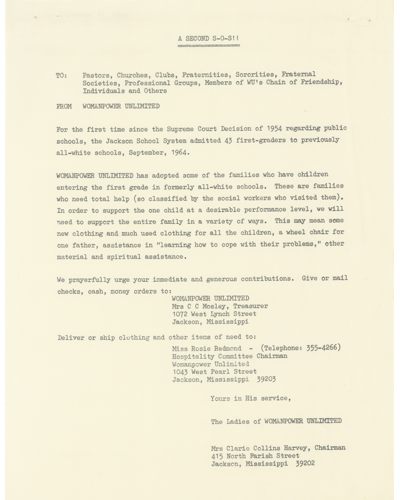 A SECOND S-O-S!!
TO: Pastors, Churches, Clubs, Fraternities, Sororities, Fraternal
Societies, Professional Groups, Members of WU's Chain of Friendship,
Individuals and Others
FROM WOMANPOWER UNLIMITED
For the first time since the Supreme Court Decision of 1954 regarding public
schools, the Jackson School System admitted 43 first-graders to previously
all-white schools, September, 1964.
WOMANPOWER UNLIMITED has adopted some of the families who have children
entering the first grade in formerly all-white schools. These are families
who need total help (so classified by the social workers who visited them).
In order to support the one child at a desirable performance level, we will
need to support the entire family in a variety of ways. This may mean some
new clothing and much used clothing for all the children, a wheel chair for
one father, assistance in "learning how to cope with their problems," other
material and spiritual assistance.
We prayerfully urge your immediate and generous contributions. Give or mail
checks, cash, money orders to:
WOMANPOWER UNLIMITED
Mrs C C Mosley, Treasurer
1072 West Lynch Street
Jackson, Mississippi
Deliver or ship clothing and other items of need to:
Miss Rosie Redmond - (Telephone: 355-4266)
Hospitality Committee Chairman
Womanpower Unlimited
1043 West Pearl Street
Jackson, Mississippi 39203
Yours in His service,
The Ladies of WOMANPOWER UNLIMITED
Mrs Clarie Collins Harvey, Chairman
415 North Parish Street
Jackson, Mississippi 39202